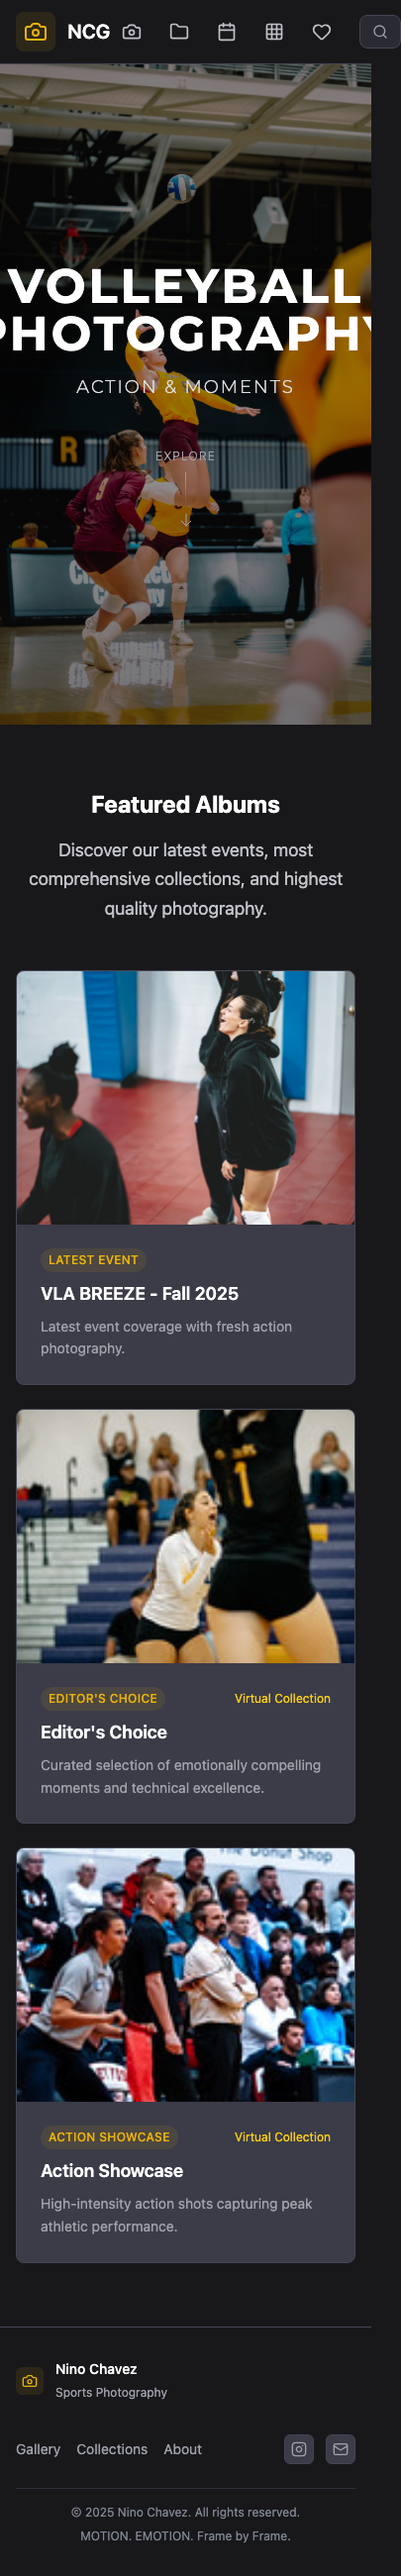 NCG
VOLLEYBALL
PHOTOGRAPHY
ACTION & MOMENTS
EXPLORE
R
9
Featured Albums
Discover our latest events, most
comprehensive collections, and highest
quality photography.
LATEST EVENT
VLA BREEZE - Fall 2025
Latest event coverage with fresh action
photography.
1
EDITOR'S CHOICE
Virtual Collection
Editor's Choice
Curated selection of emotionally compelling
moments and technical excellence.
Donut Shop
ACTION SHOWCASE
Virtual Collection
Action Showcase
High-intensity action shots capturing peak
athletic performance.
Nino Chavez
Sports Photography
Gallery Collections About
© 2025 Nino Chavez. All rights reserved.
MOTION. EMOTION. Frame by Frame.